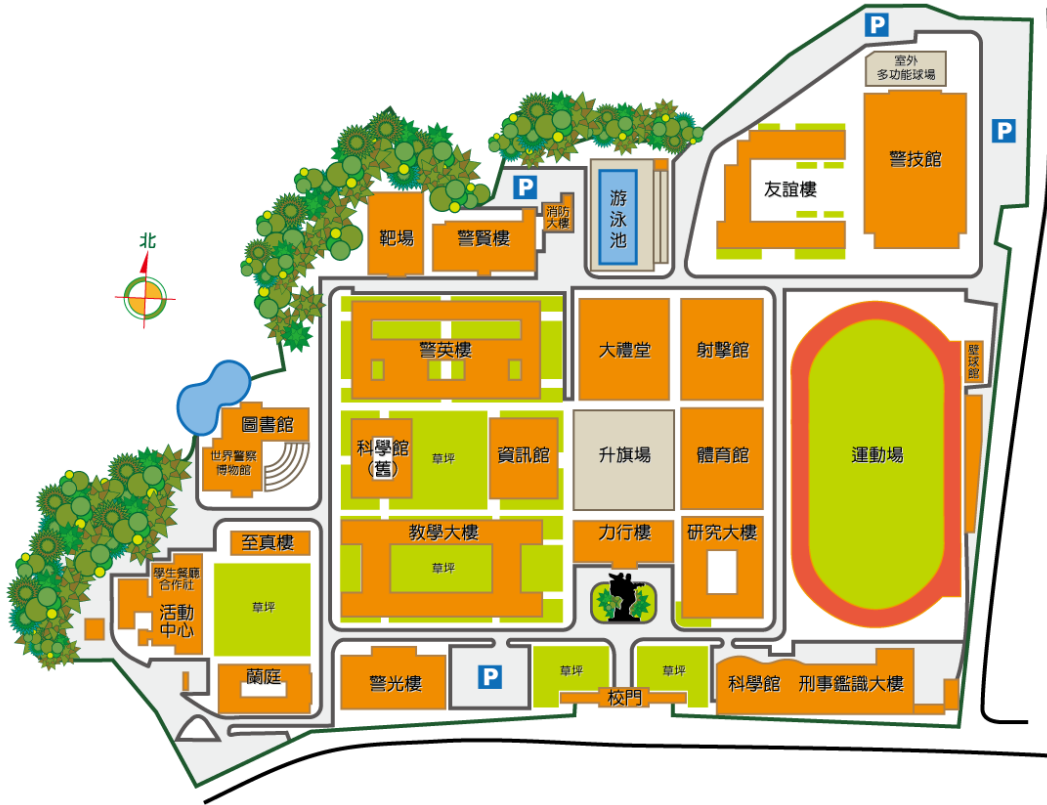 P
室外
多功能球場
P
警技館
友誼樓
P
消防
大樓
游
泳
池
靶場
警賢樓
北
警英樓
大禮堂
射擊館
壁
球
館
圖書館
世界警察
博物館
科學館
(舊)
草坪
資訊館
升旗場
體育館
運動場
教學大樓
草坪
力行樓
研究大樓
至真樓
學生餐廳
合作社
活動
中心
草坪
蘭庭
警光樓
P
草坪
草坪
校門
科學館
刑事鑑識大樓